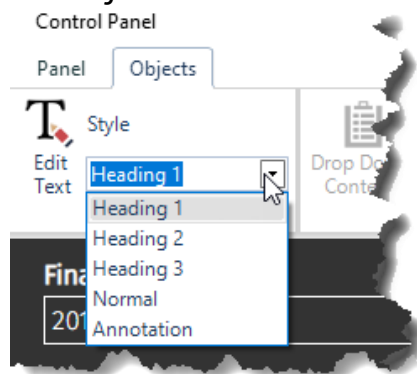 Control Panel
Panel
Objects
Style
Edit
Text
Heading 1
Drop Do
Conte
Heading 1
Heading 2
Heading 3
Normal
Annotation
Fina
201